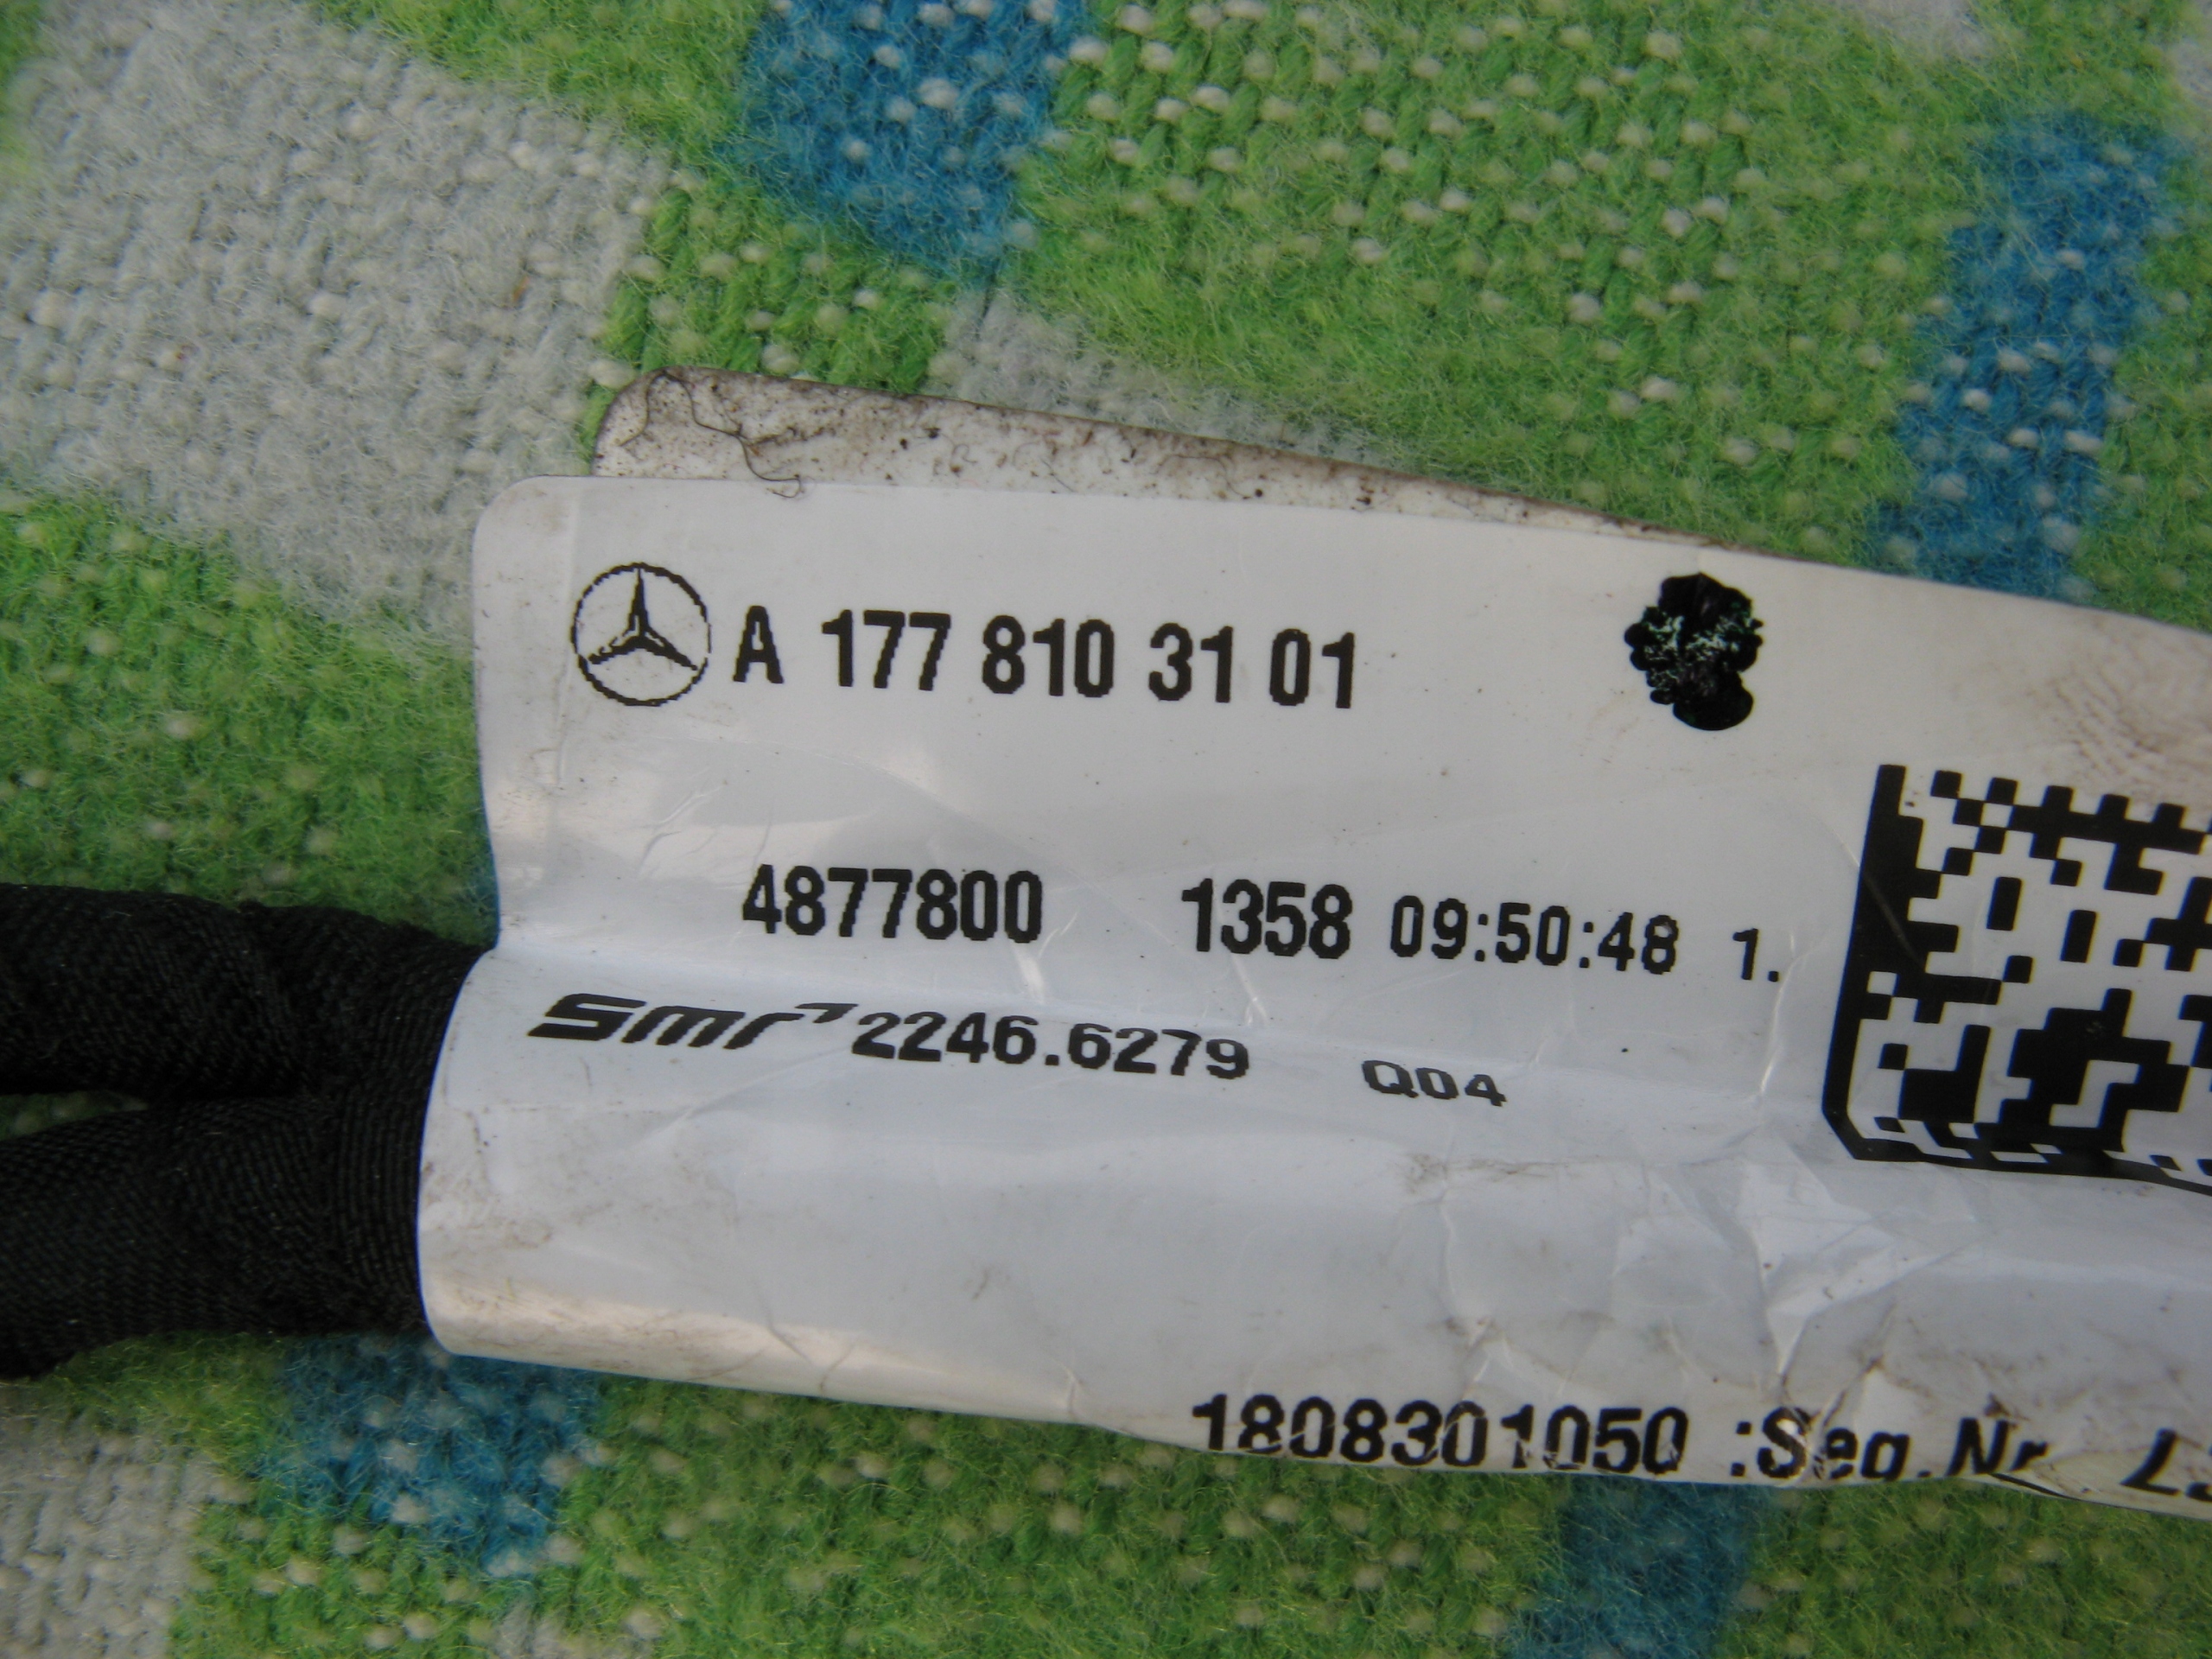 A 177 810 31 01
4877800 1358 09:50:48 1.
smr 2246.6279 Q04
1808301050 :Seg.Nr